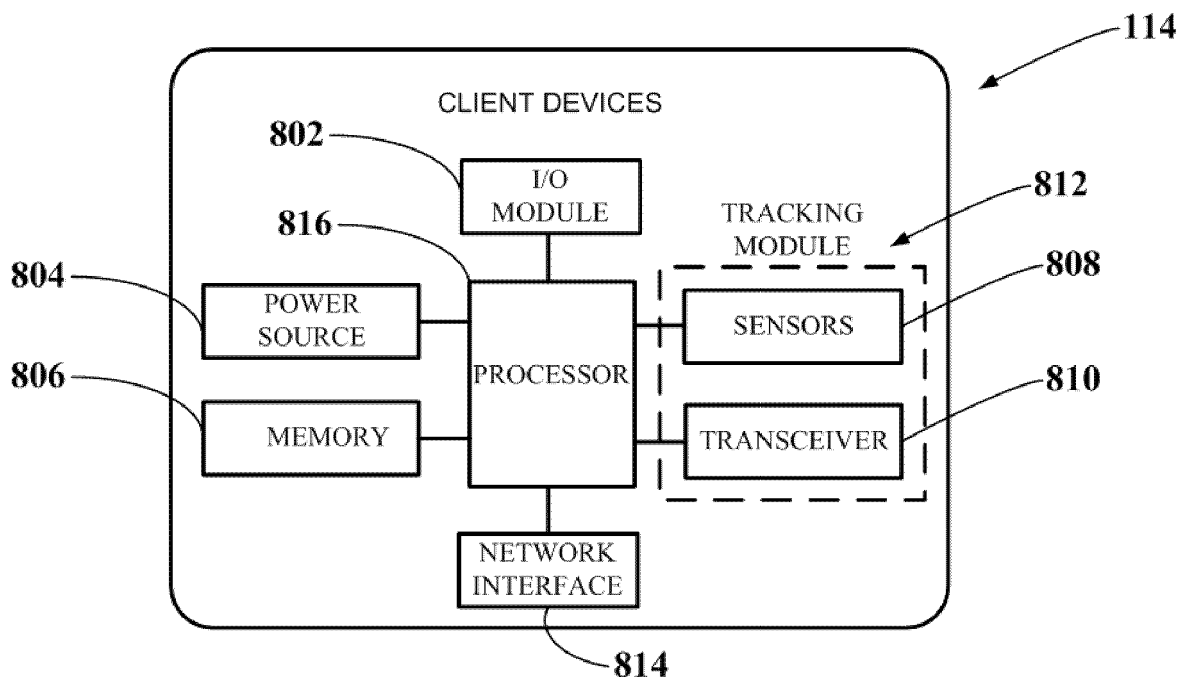 114
CLIENT DEVICES
802
I/O
MODULE
812
TRACKING
MODULE
816
804
POWER
SOURCE
808
SENSORS
PROCESSOR
806
MEMORY
810
TRANSCEIVER
NETWORK
INTERFACE
814